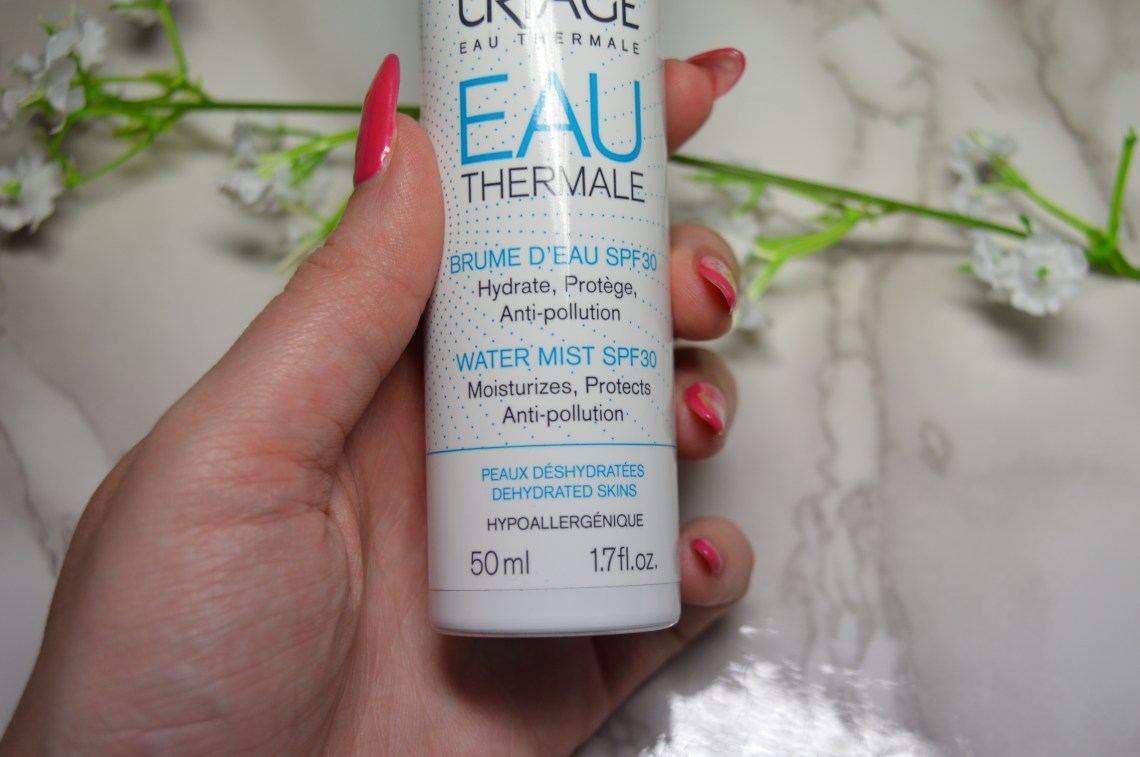 URIAGE
EAU THERMALE
EAU
THERMALE
BRUME D'EAU SPF30
Hydrate, Protège,
Anti-pollution
WATER MIST SPF30
Moisturizes, Protects
Anti-pollution
PEAUX DÉSHYDRATÉES
DEHYDRATED SKINS
HYPOALLERGÉNIQUE
50 ml 1.7fl.oz.